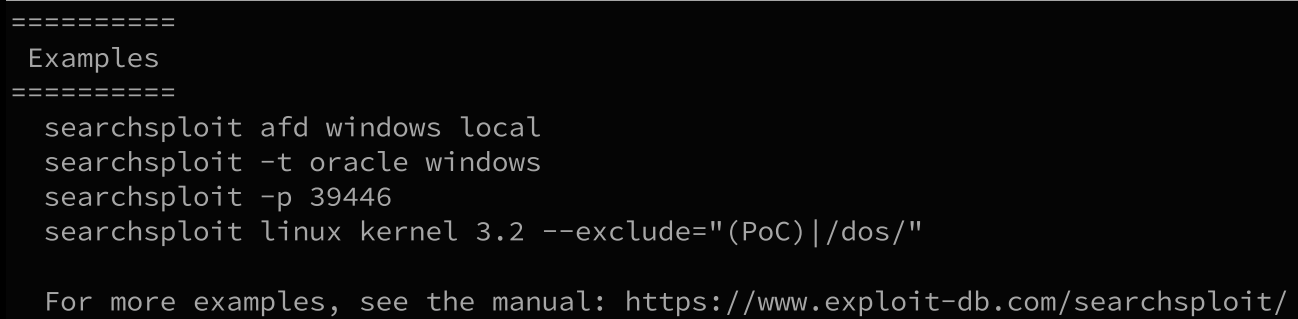 ==========
 Examples
==========
  searchsploit afd windows local
  searchsploit -t oracle windows
  searchsploit -p 39446
  searchsploit linux kernel 3.2 --exclude="(PoC)|/dos/"

  For more examples, see the manual: https://www.exploit-db.com/searchsploit/